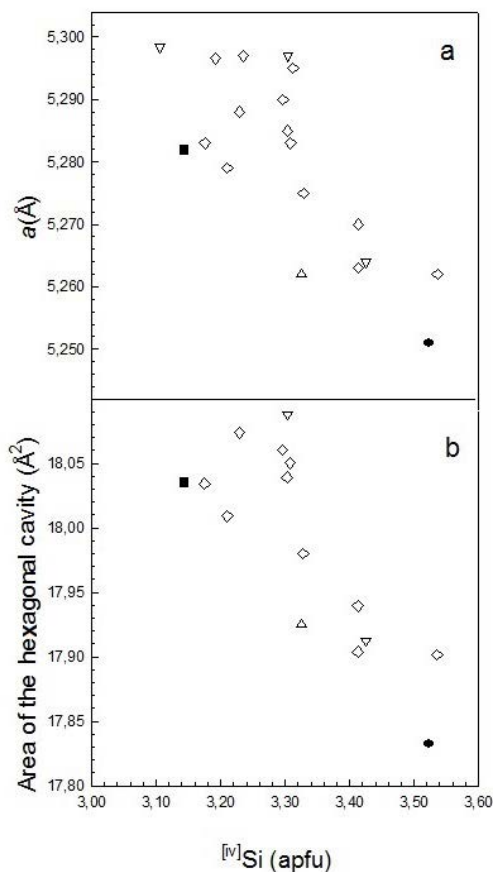 a
5,300
5,290
5,280
5,270
5,260
5,250
a(Å)
b
18,05
18,00
17,95
17,90
17,85
17,80
Area of the hexagonal cavity (Å²)
3,00 3,10 3,20 3,30 3,40 3,50 3,60
[iv]Si (apfu)